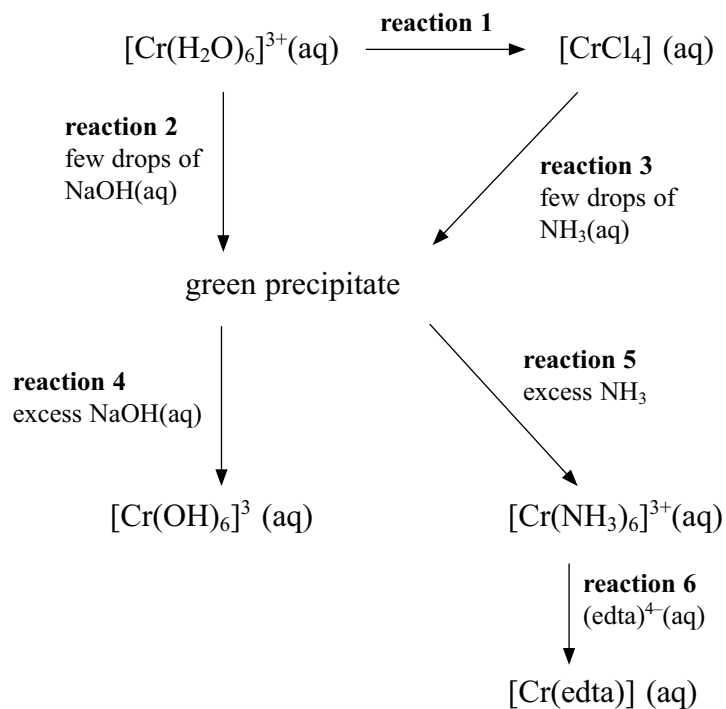 [Cr(H₂O)₆]³⁺(aq) reaction 1 [CrCl₄] (aq)
reaction 2
few drops of
NaOH(aq)
reaction 3
few drops of
NH₃(aq)
green precipitate
reaction 4
excess NaOH(aq)
reaction 5
excess NH₃
[Cr(OH)₆]³ (aq) [Cr(NH₃)₆]³⁺(aq)
reaction 6
(edta)⁴⁻(aq)
[Cr(edta)] (aq)